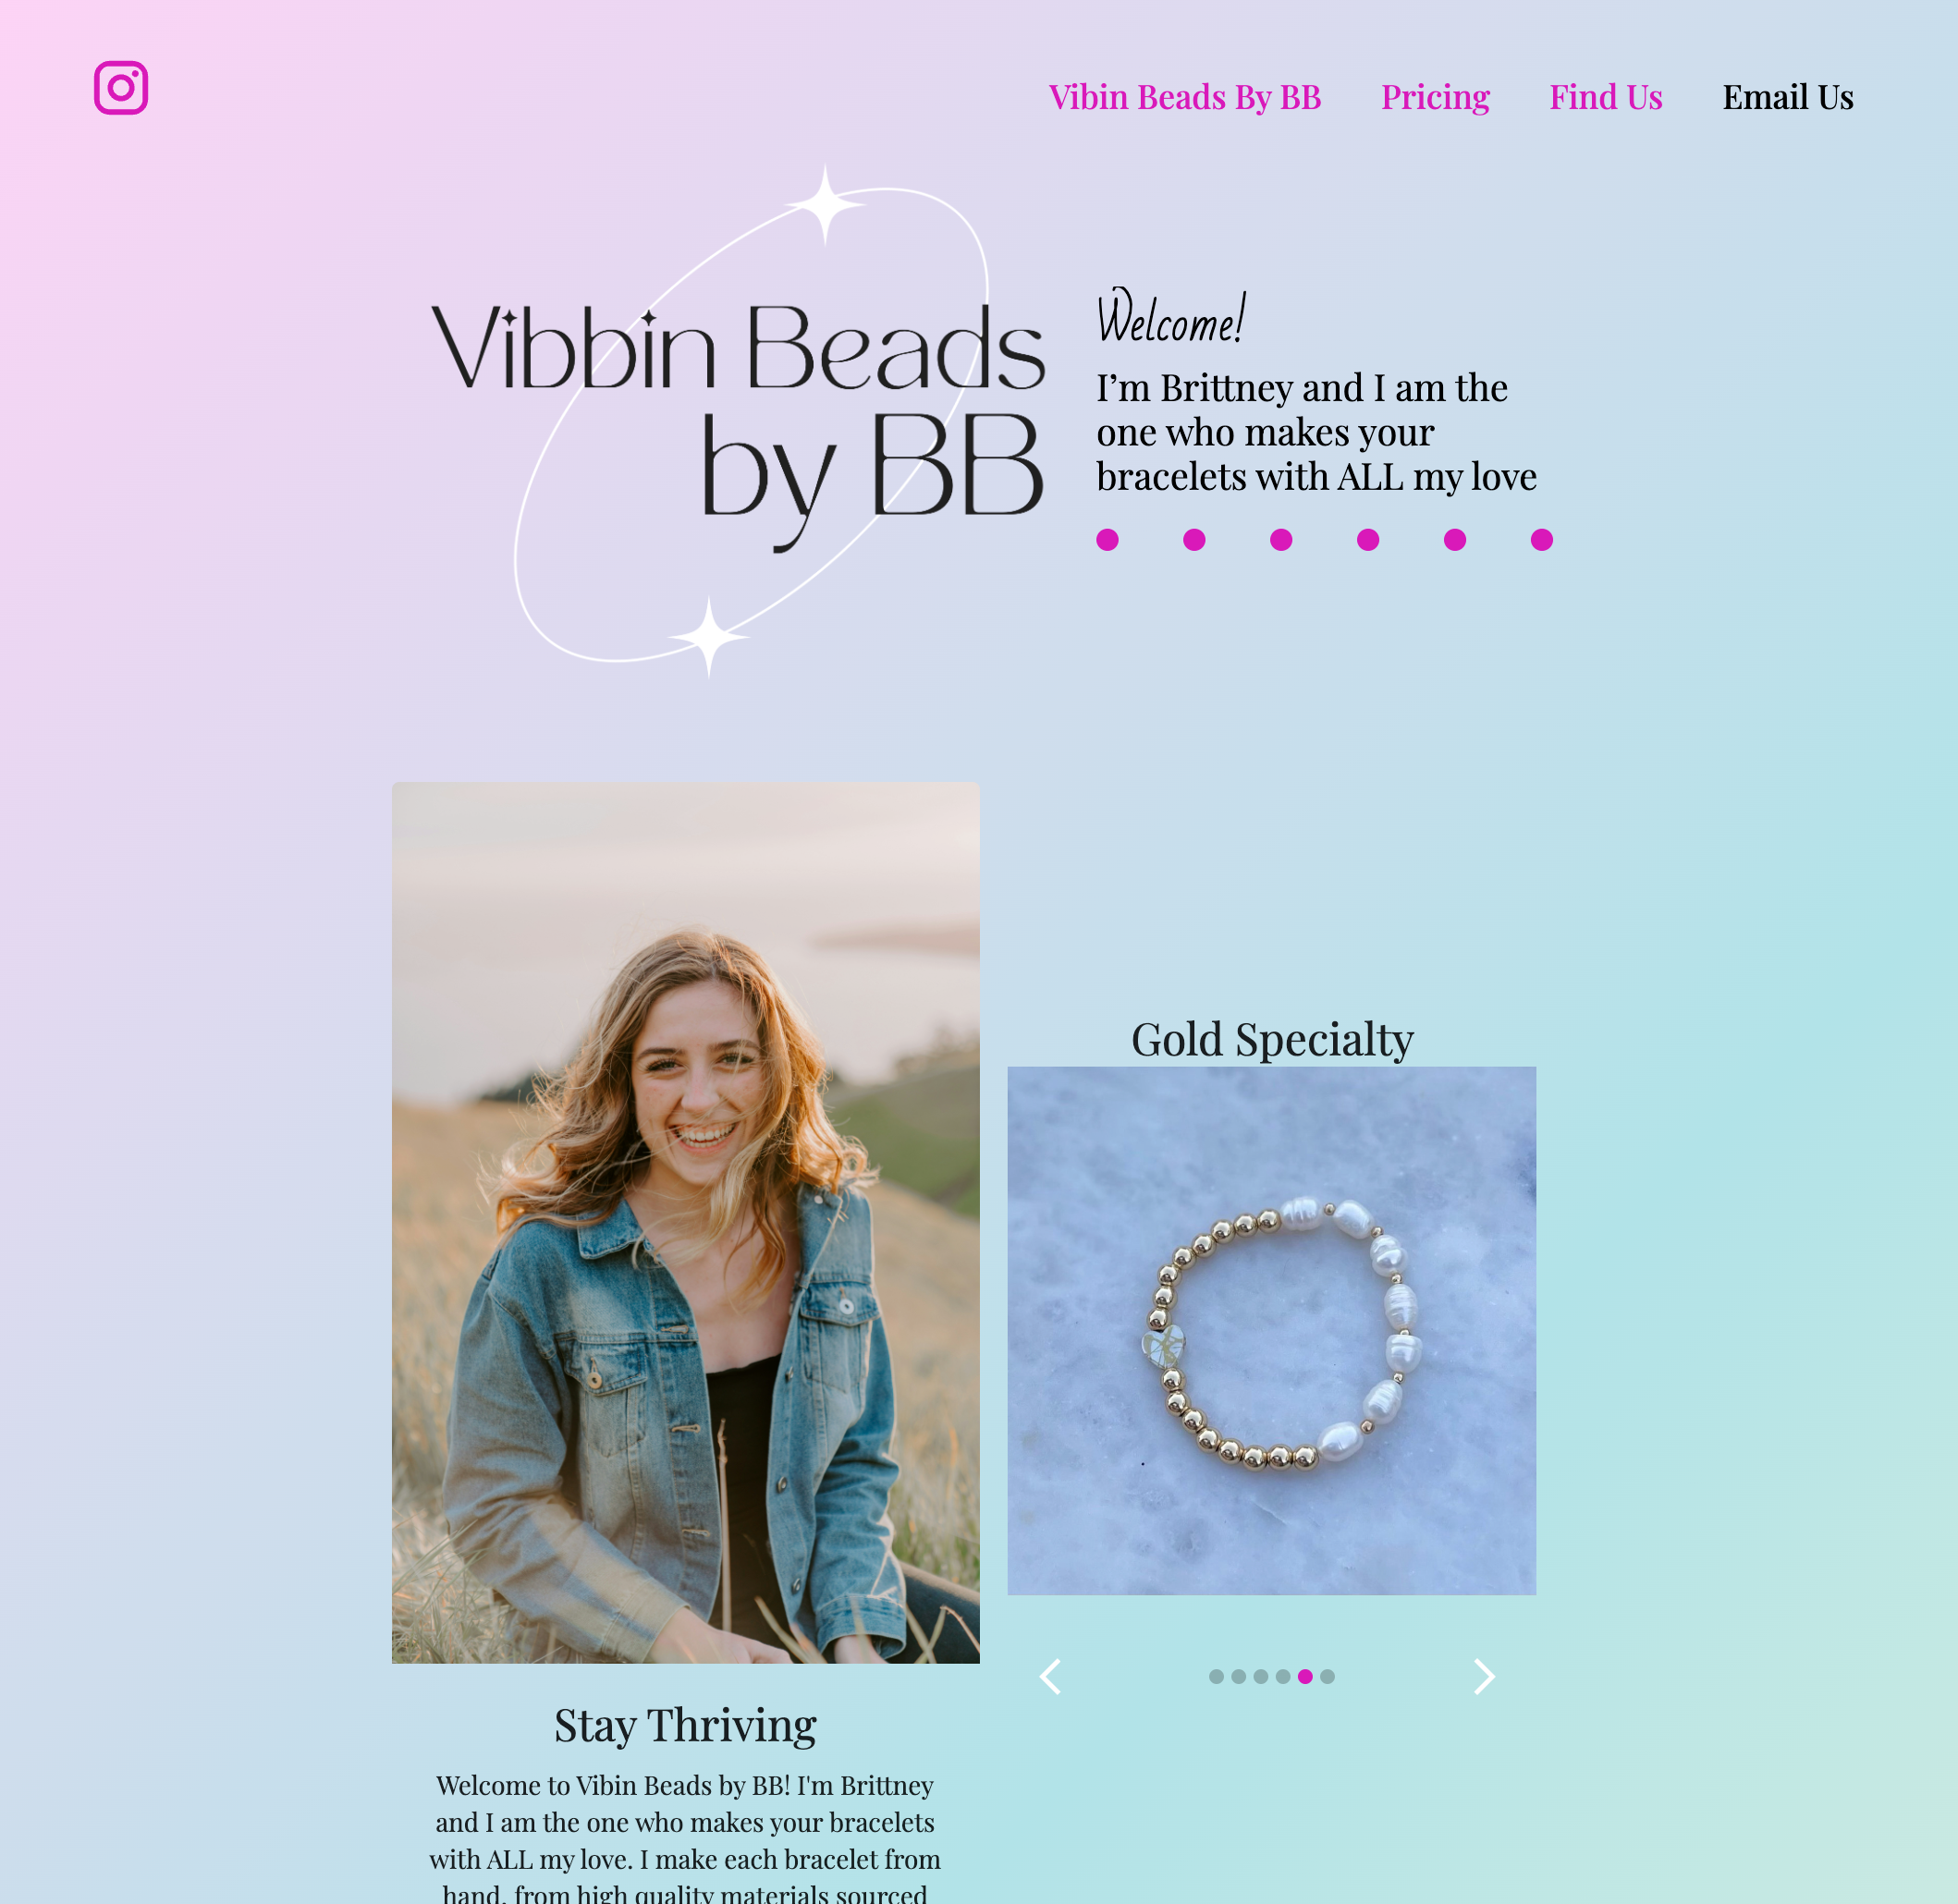 Vibin Beads By BB Pricing Find Us Email Us
Vibbin Beads
by BB
Welcome!
I’m Brittney and I am the
one who makes your
bracelets with ALL my love
Gold Specialty
Stay Thriving
Welcome to Vibin Beads by BB! I'm Brittney
and I am the one who makes your bracelets
with ALL my love. I make each bracelet from
hand, from high quality materials sourced